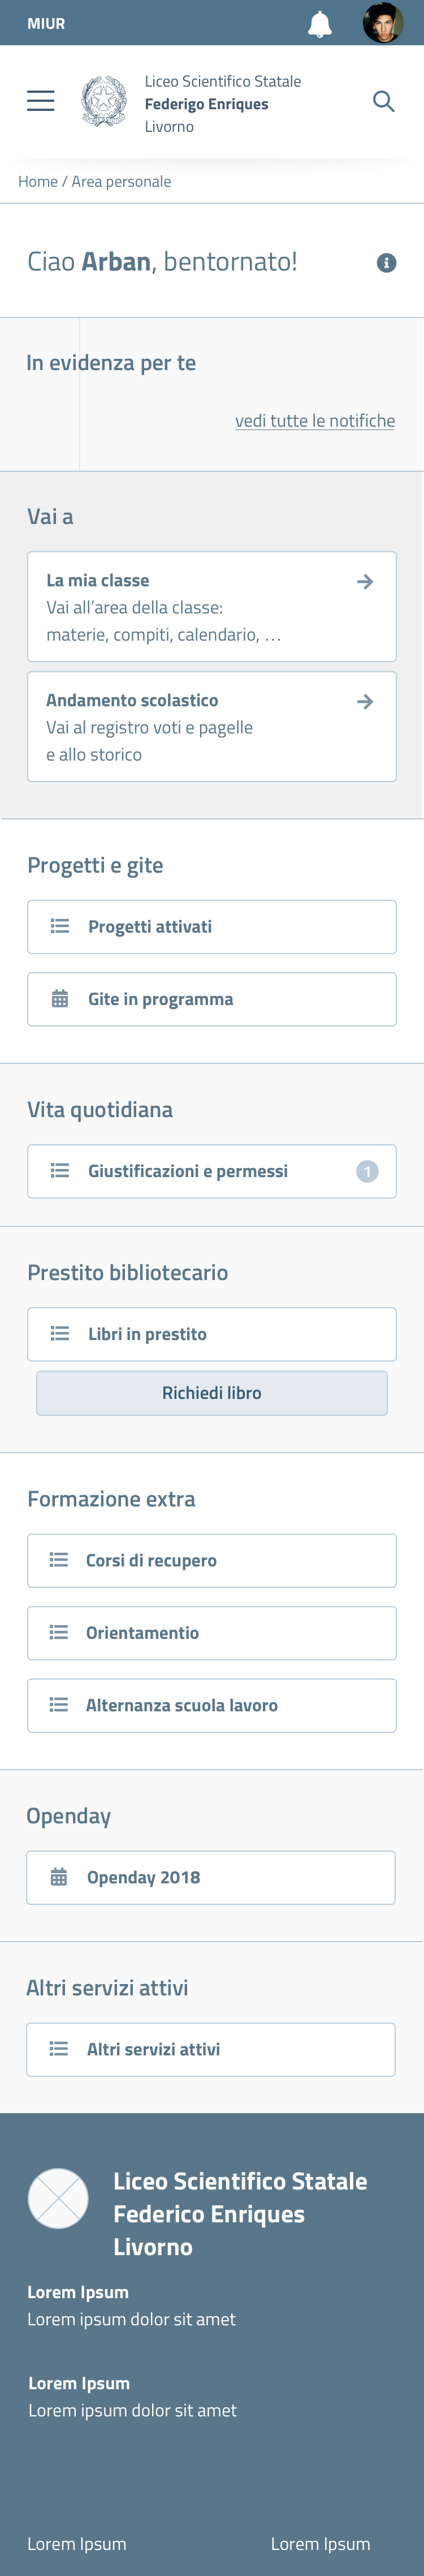 MIUR
Liceo Scientifico Statale
Federigo Enriques
Livorno
Home / Area personale
Ciao Arban, bentornato!
In evidenza per te
vedi tutte le notifiche
Vai a
La mia classe
Vai all’area della classe:
materie, compiti, calendario, …
Andamento scolastico
Vai al registro voti e pagelle
e allo storico
Progetti e gite
Progetti attivati
Gite in programma
Vita quotidiana
Giustificazioni e permessi 1
Prestito bibliotecario
Libri in prestito
Richiedi libro
Formazione extra
Corsi di recupero
Orientamentio
Alternanza scuola lavoro
Openday
Openday 2018
Altri servizi attivi
Altri servizi attivi
Liceo Scientifico Statale
Federico Enriques
Livorno
Lorem Ipsum
Lorem ipsum dolor sit amet
Lorem Ipsum
Lorem ipsum dolor sit amet
Lorem Ipsum Lorem Ipsum